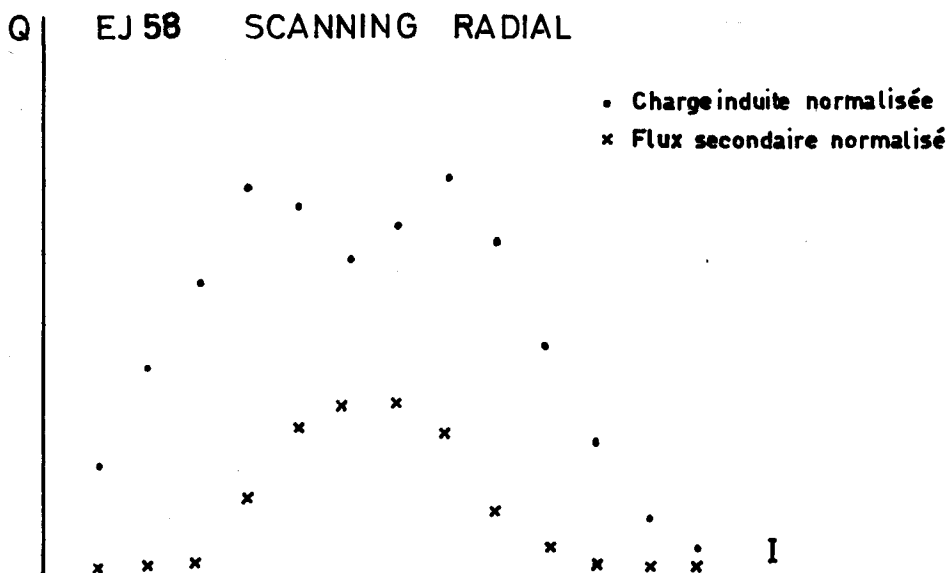 Q EJ 58 SCANNING RADIAL
• Charge induite normalisée
× Flux secondaire normalisé
I